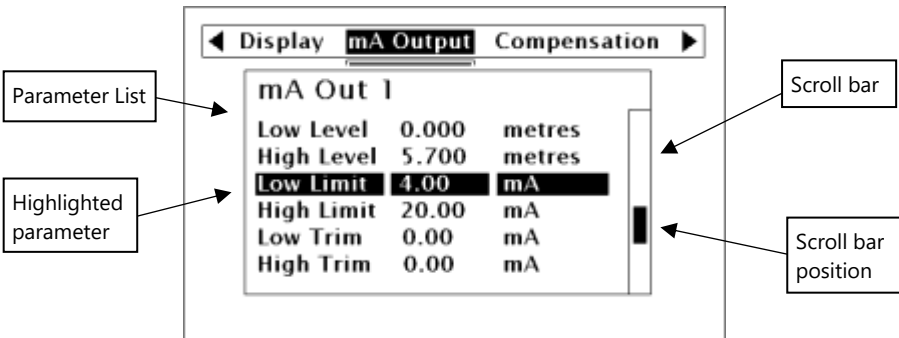 Display mA Output Compensation
mA Out 1
Low Level 0.000 metres
High Level 5.700 metres
Low Limit 4.00 mA
High Limit 20.00 mA
Low Trim 0.00 mA
High Trim 0.00 mA
Parameter List
Highlighted
parameter
Scroll bar
Scroll bar
position